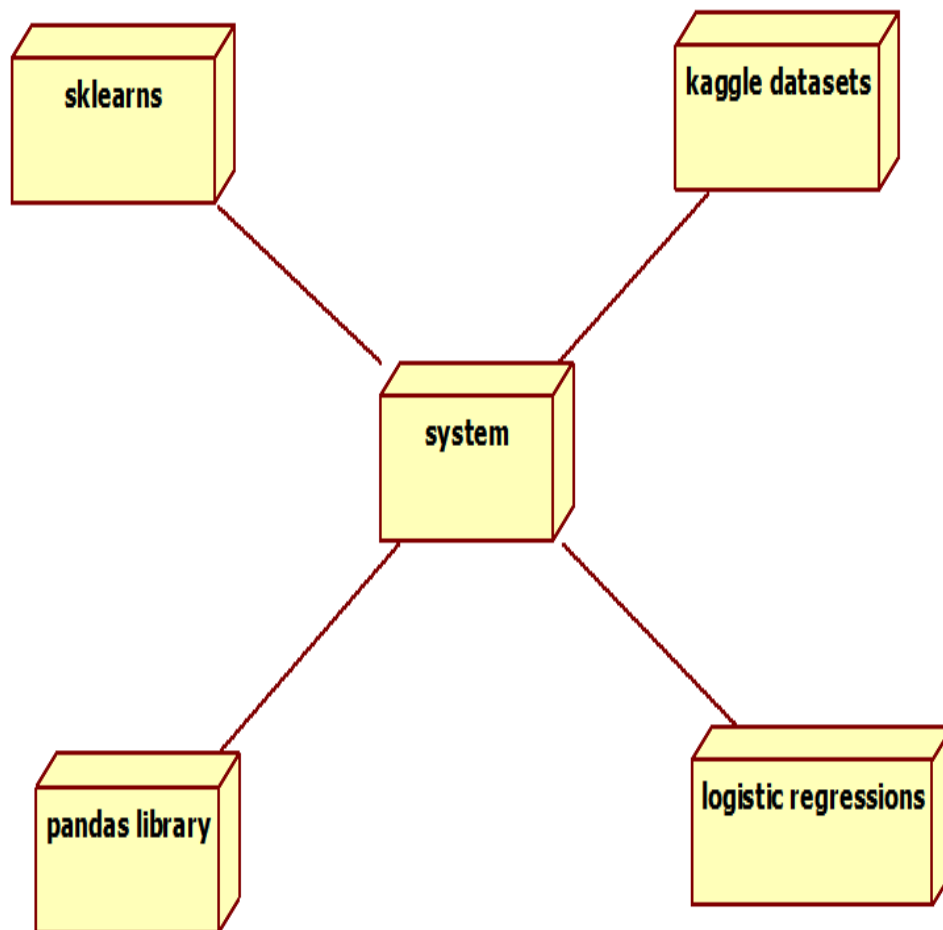 sklearns
kaggle datasets
system
pandas library
logistic regressions